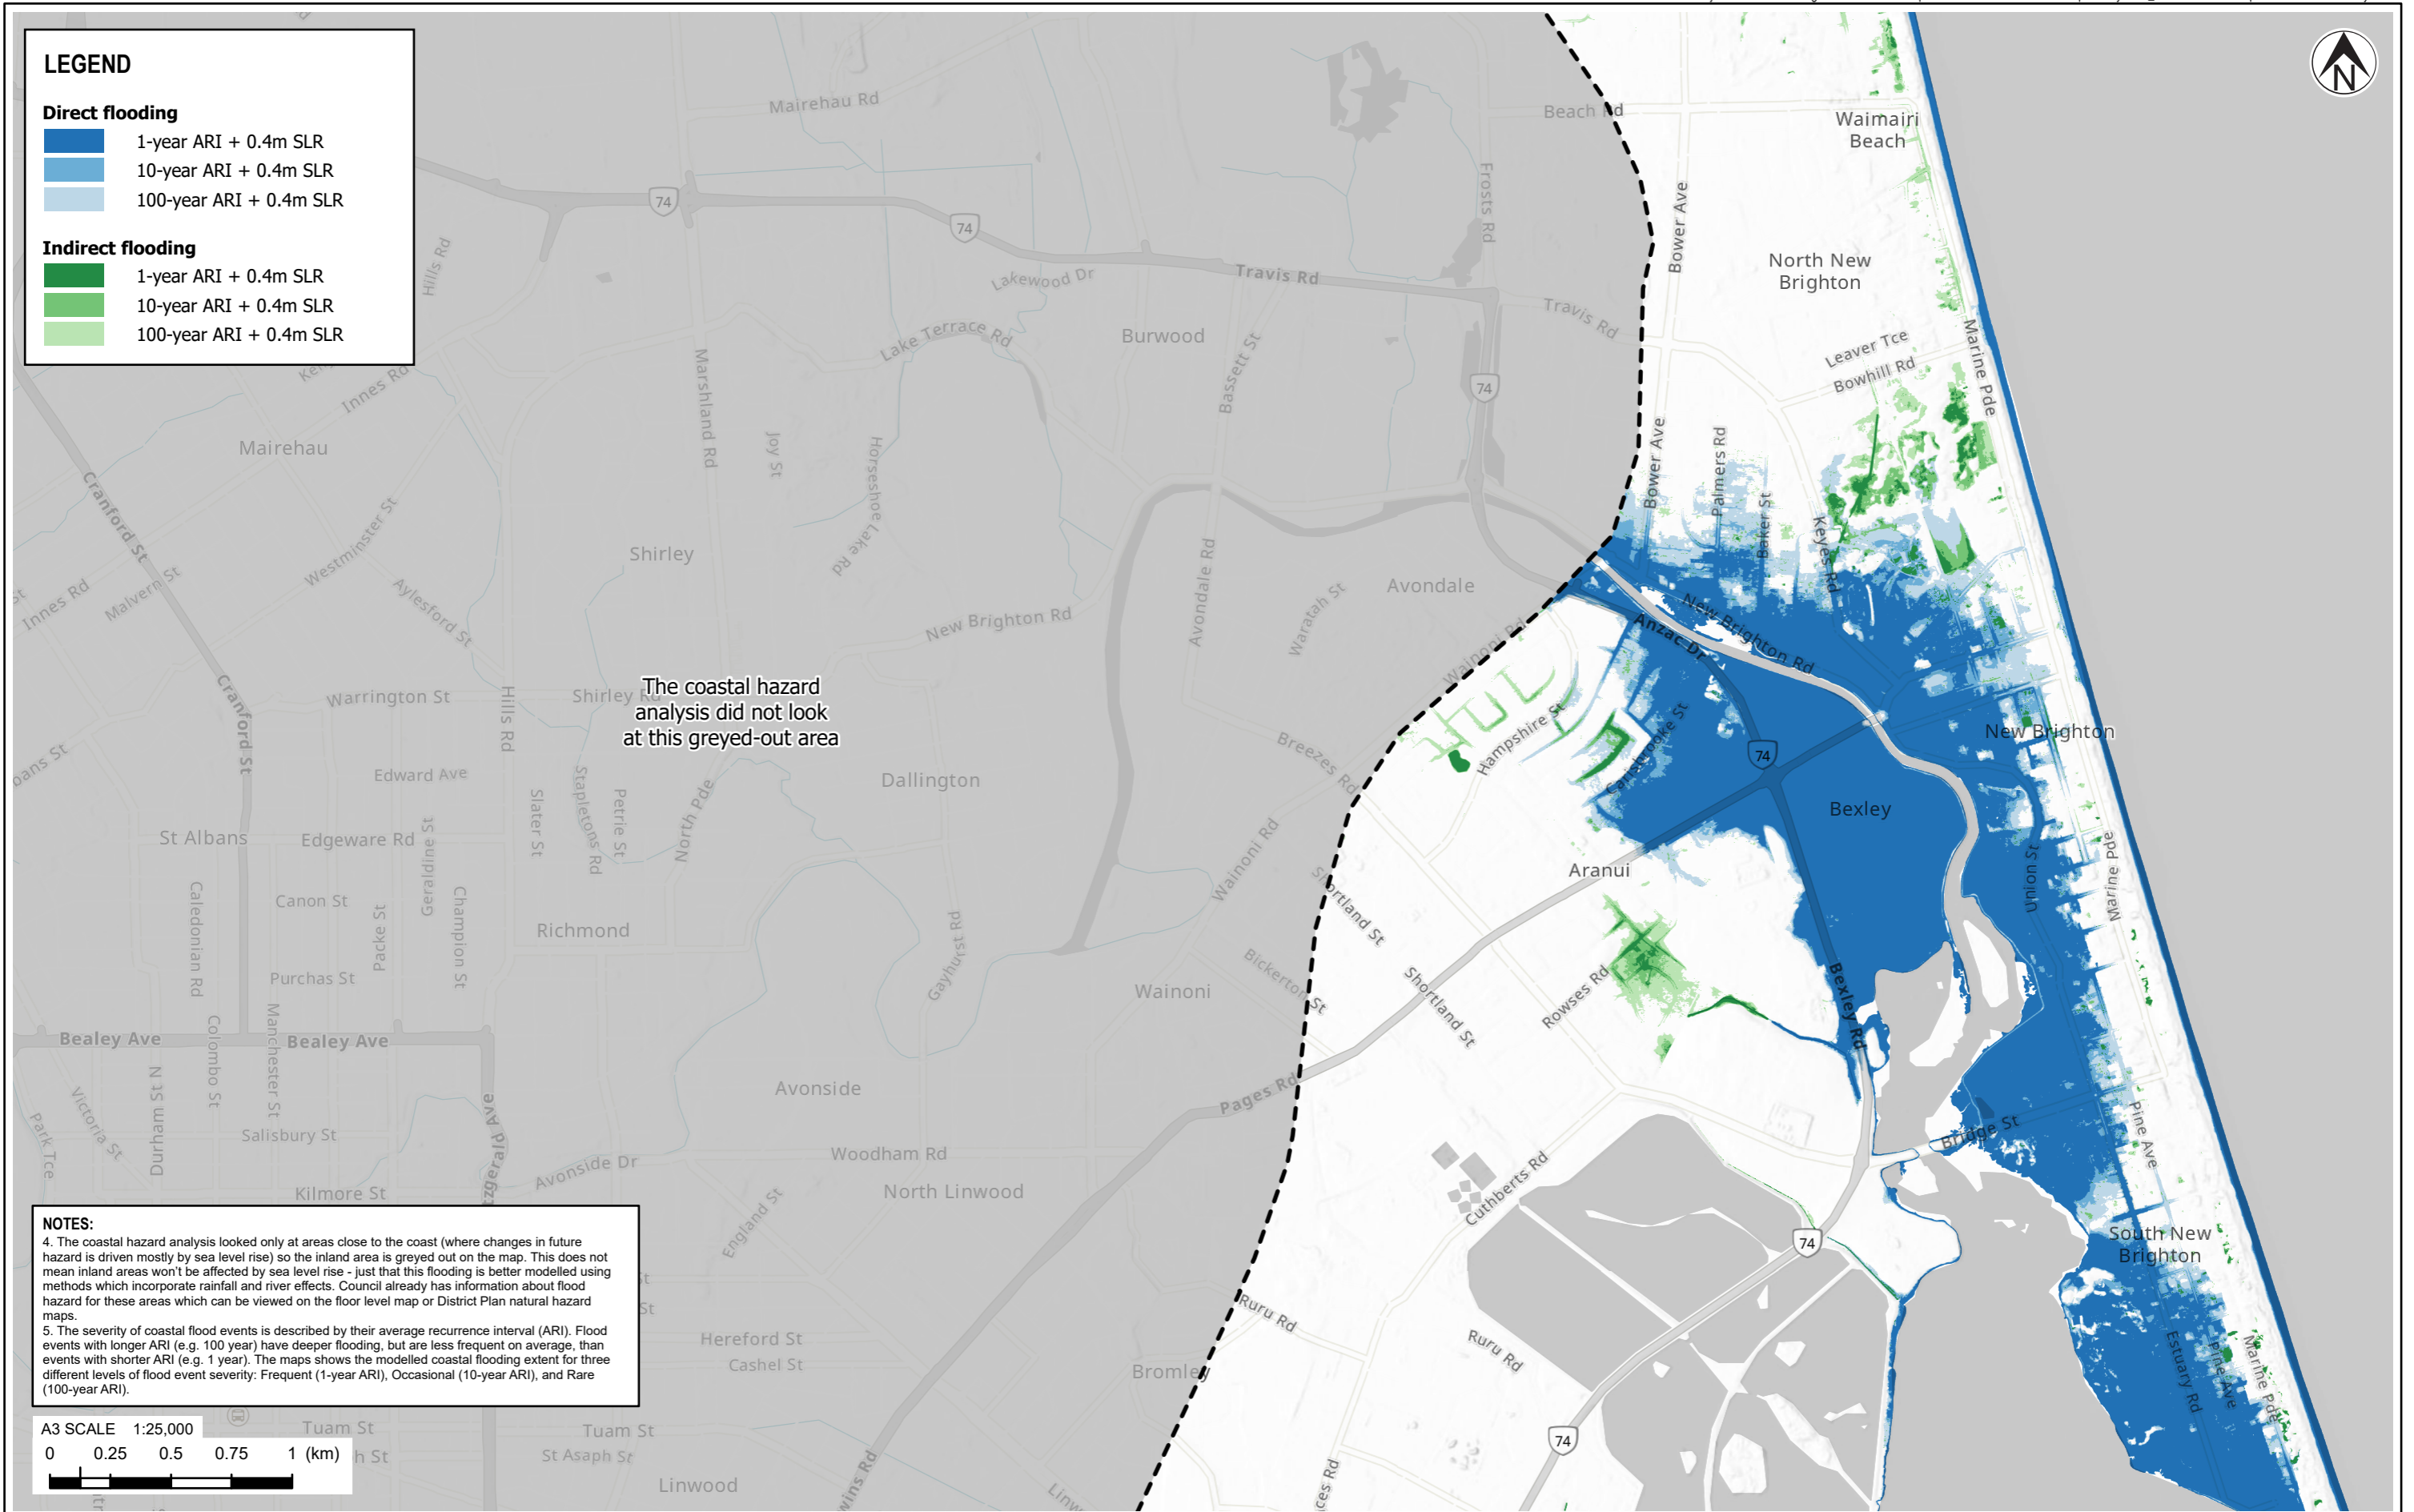 LEGEND
Direct flooding
1-year ARI + 0.4m SLR
10-year ARI + 0.4m SLR
100-year ARI + 0.4m SLR
Indirect flooding
1-year ARI + 0.4m SLR
10-year ARI + 0.4m SLR
100-year ARI + 0.4m SLR
N
Mairehau Rd
Beach Rd
Waimairi
Beach
74
74
Frosts Rd
Bower Ave
Hills Rd
North New
Brighton
Lakewood Dr
Travis Rd
Travis Rd
Lake Terrace Rd
Burwood
Bassett St
Marine Pde
Leaver Tce
Bowhill Rd
Innes Rd
74
Marshland Rd
Joy St
Horseshoe Lake Rd
Mairehau
Bower Ave
Palmers Rd
Baker St
Keyes Rd
Cranford St
Westminster St
Shirley
Avondale Rd
Waratah St
Avondale
Innes Rd
Malvern St
Aylesford St
New Brighton Rd
Wainoni Rd
Anzac Dr
New Brighton Rd
The coastal hazard
analysis did not look
at this greyed-out area
Cranford St
Warrington St
Hills Rd
Shirley Rd
Hampshire St
Carisbrooke St
New Brighton
74
Breezes Rd
Edward Ave
Slater St
Stapletons Rd
Petrie St
North Pde
Dallington
Bexley
St Albans
Edgeware Rd
Geraldine St
Wainoni Rd
Aranui
Shortland St
Union St
Marine Pde
Caledonian Rd
Canon St
Packe St
Champion St
Richmond
Gayhurst Rd
Purchas St
Bickerton St
Wainoni
Shortland St
Rowses Rd
Bexley Rd
Bealey Ave
Colombo St
Manchester St
Bealey Ave
Avonside
Pages Rd
Park Tce
Victoria St
Durham St N
Salisbury St
Avonside Dr
Woodham Rd
Bridge St
Pine Ave
Kilmore St
England St
North Linwood
Cuthberts Rd
74
South New
Brighton
NOTES:
4. The coastal hazard analysis looked only at areas close to the coast (where changes in future
hazard is driven mostly by sea level rise) so the inland area is greyed out on the map. This does not
mean inland areas won't be affected by sea level rise - just that this flooding is better modelled using
methods which incorporate rainfall and river effects. Council already has information about flood
hazard for these areas which can be viewed on the floor level map or District Plan natural hazard
maps.
5. The severity of coastal flood events is described by their average recurrence interval (ARI). Flood
events with longer ARI (e.g. 100 year) have deeper flooding, but are less frequent on average, than
events with shorter ARI (e.g. 1 year). The maps shows the modelled coastal flooding extent for three
different levels of flood event severity: Frequent (1-year ARI), Occasional (10-year ARI), and Rare
(100-year ARI).
Ruru Rd
Ruru Rd
Hereford St
Cashel St
Bromley
Estuary Rd
Pine Ave
Marine Pde
A3 SCALE 1:25,000
0 0.25 0.5 0.75 1 (km)
Tuam St
Tuam St
St Asaph St
Linwood
74